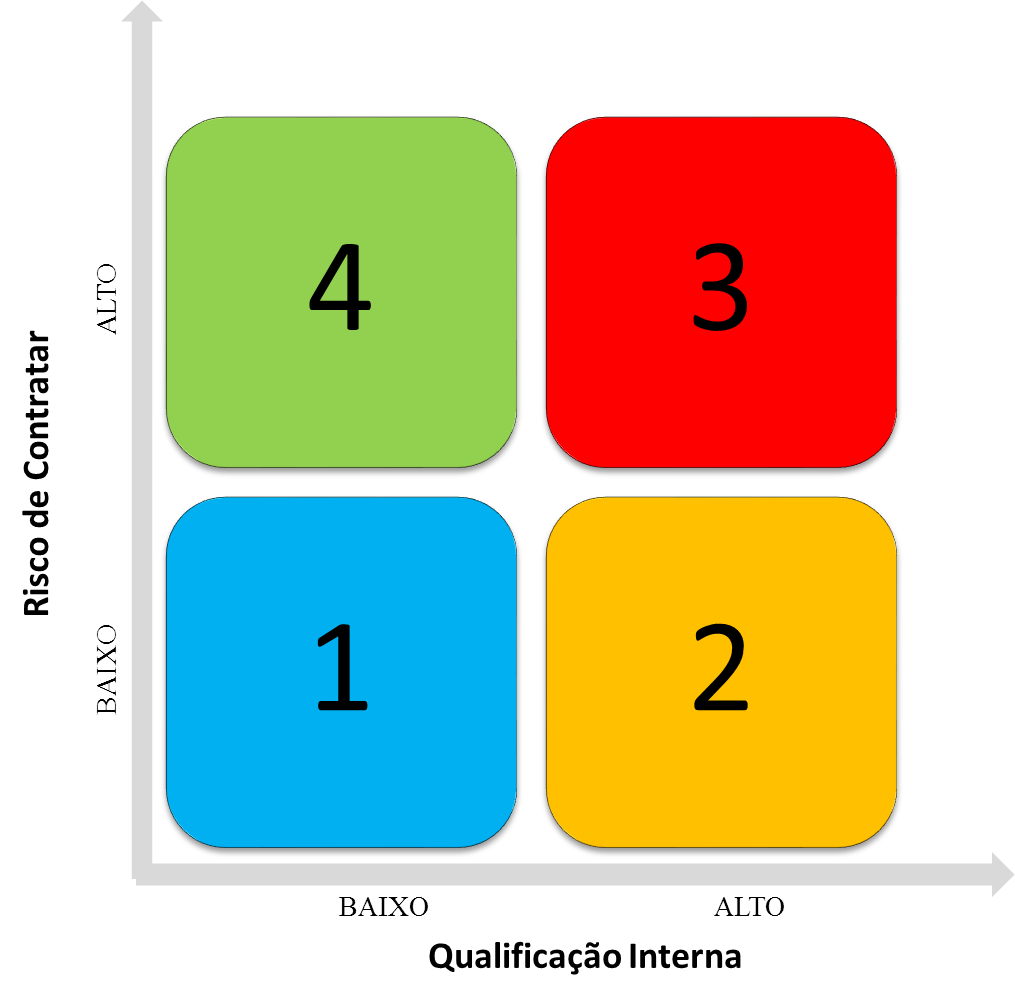 Risco de Contratar
ALTO
4
3
BAIXO
1
2
BAIXO
ALTO
Qualificação Interna